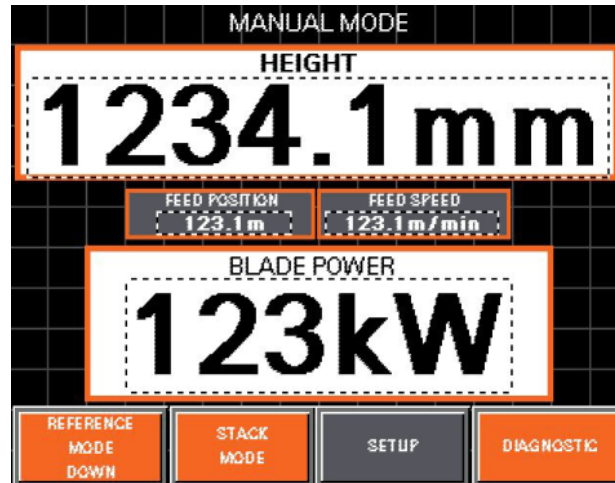 MANUAL MODE
HEIGHT
1234.1mm
FEED POSITION
123.1m
FEED SPEED
123.1m/min
BLADE POWER
123kW
REFERENCE
MODE
DOWN
STACK
MODE
SETUP
DIAGNOSTIC